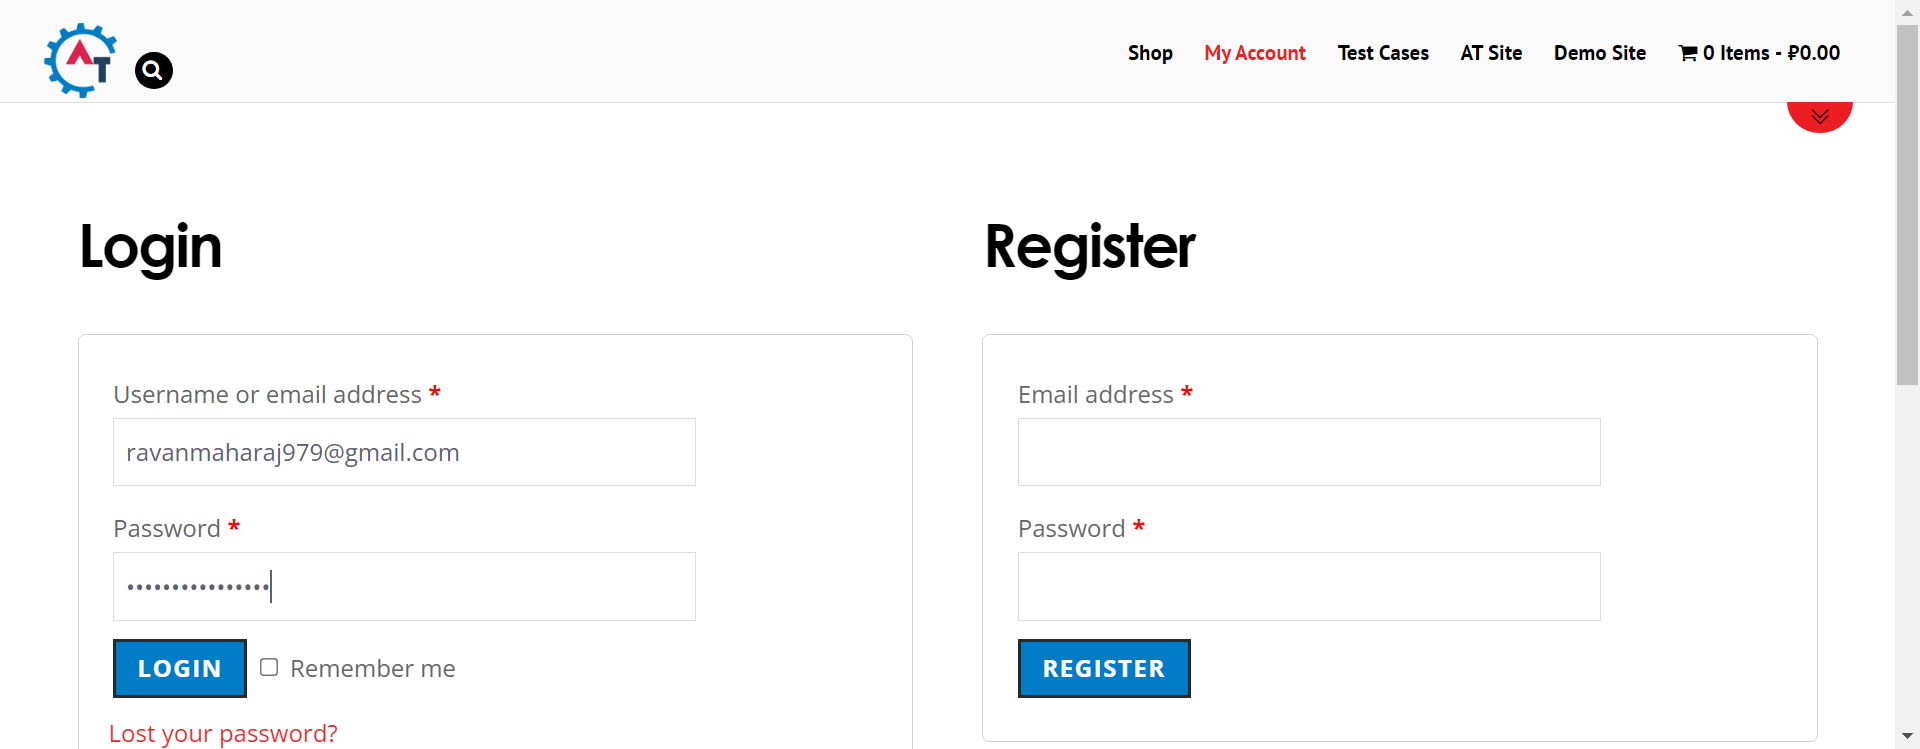 AT
Shop My Account Test Cases AT Site Demo Site 0 Items - ₽0.00
Login
Register
Username or email address *
ravanmaharaj979@gmail.com
Password *
••••••••••••••••
LOGIN
Remember me
Lost your password?
Email address *
Password *
REGISTER